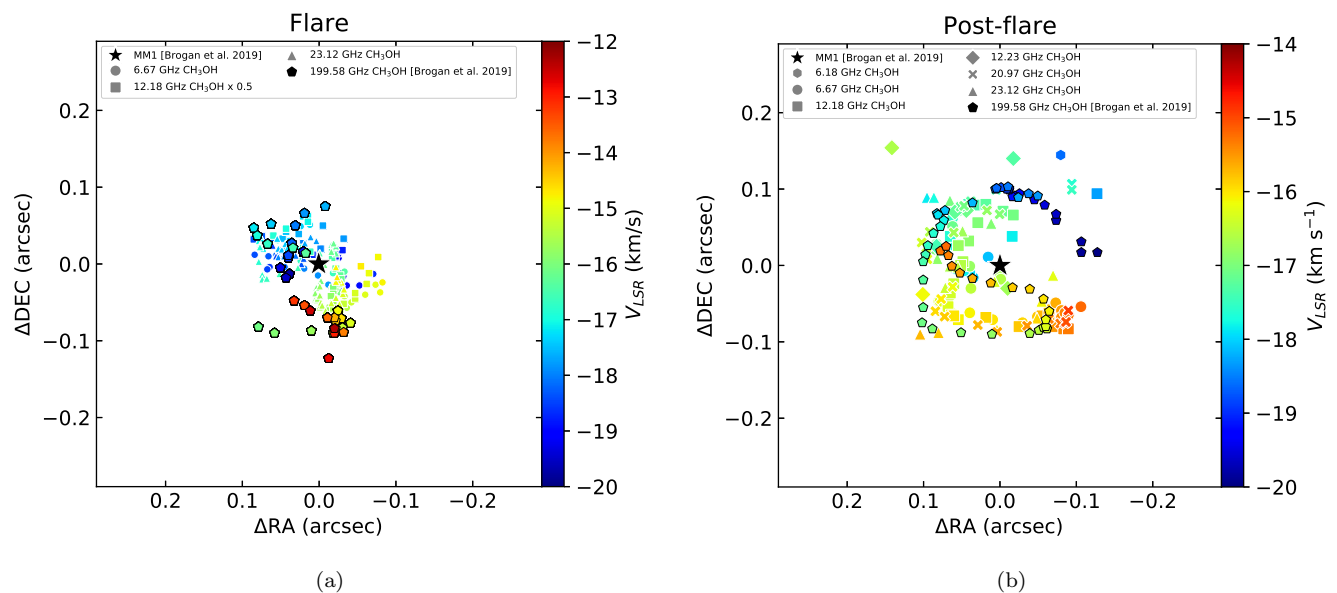 Flare
MM1 [Brogan et al. 2019]
6.67 GHz CH₃OH
12.18 GHz CH₃OH x 0.5
23.12 GHz CH₃OH
199.58 GHz CH₃OH [Brogan et al. 2019]
0.2
0.1
0.0
−0.1
−0.2
ΔDEC (arcsec)
0.2 0.1 0.0 −0.1 −0.2
ΔRA (arcsec)
−12
−13
−14
−15
−16
−17
−18
−19
−20
V_LSR (km/s)
(a)
Post-flare
MM1 [Brogan et al. 2019]
6.18 GHz CH₃OH
6.67 GHz CH₃OH
12.18 GHz CH₃OH
12.23 GHz CH₃OH
20.97 GHz CH₃OH
23.12 GHz CH₃OH
199.58 GHz CH₃OH [Brogan et al. 2019]
0.2
0.1
0.0
−0.1
−0.2
ΔDEC (arcsec)
0.2 0.1 0.0 −0.1 −0.2
ΔRA (arcsec)
−14
−15
−16
−17
−18
−19
−20
V_LSR (km s⁻¹)
(b)